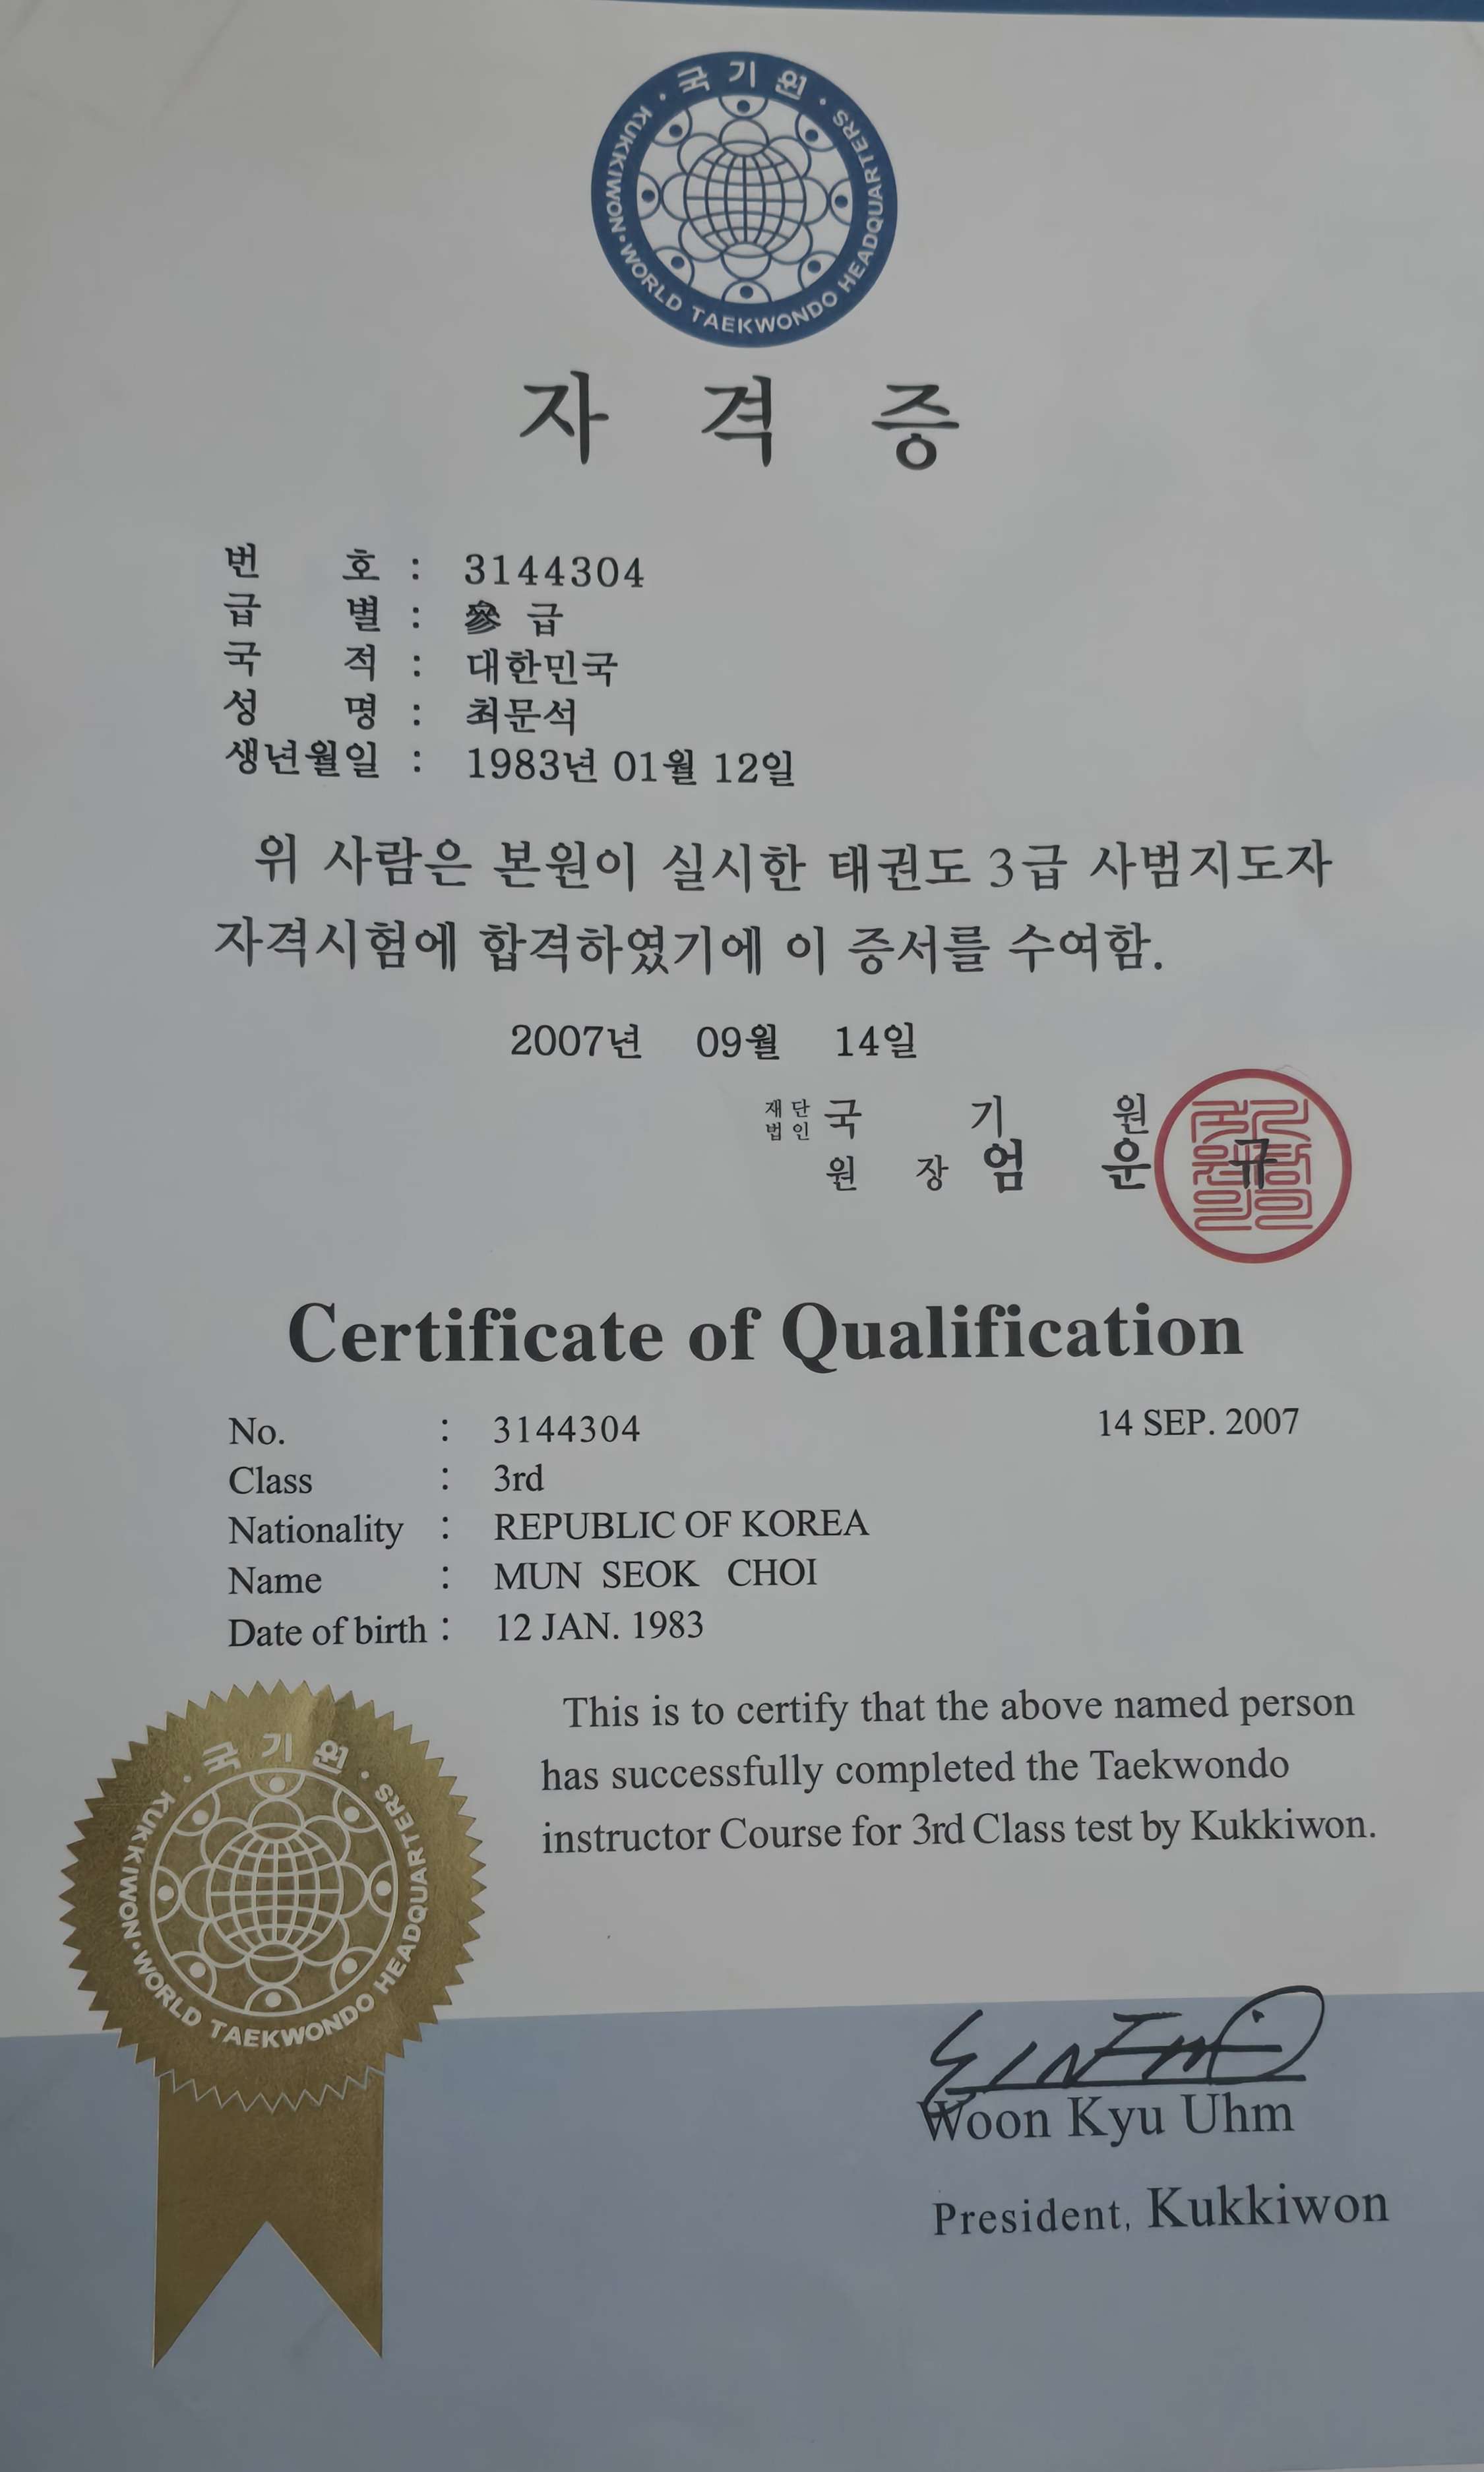 · 국 기 원 ·
KUKKIWON · WORLD TAEKWONDO HEADQUARTERS
자 격 증
번 호 : 3144304
급 별 : 參 급
국 적 : 대한민국
성 명 : 최문석
생년월일 : 1983년 01월 12일
위 사람은 본원이 실시한 태권도 3급 사범지도자
자격시험에 합격하였기에 이 증서를 수여함.
2007년 09월 14일
재단법인 국 기 원
원 장 엄 운 규
Certificate of Qualification
No. : 3144304 14 SEP. 2007
Class : 3rd
Nationality : REPUBLIC OF KOREA
Name : MUN SEOK CHOI
Date of birth : 12 JAN. 1983
This is to certify that the above named person
has successfully completed the Taekwondo
instructor Course for 3rd Class test by Kukkiwon.
· 국 기 원 ·
KUKKIWON · WORLD TAEKWONDO HEADQUARTERS
Woon Kyu Uhm
President, Kukkiwon